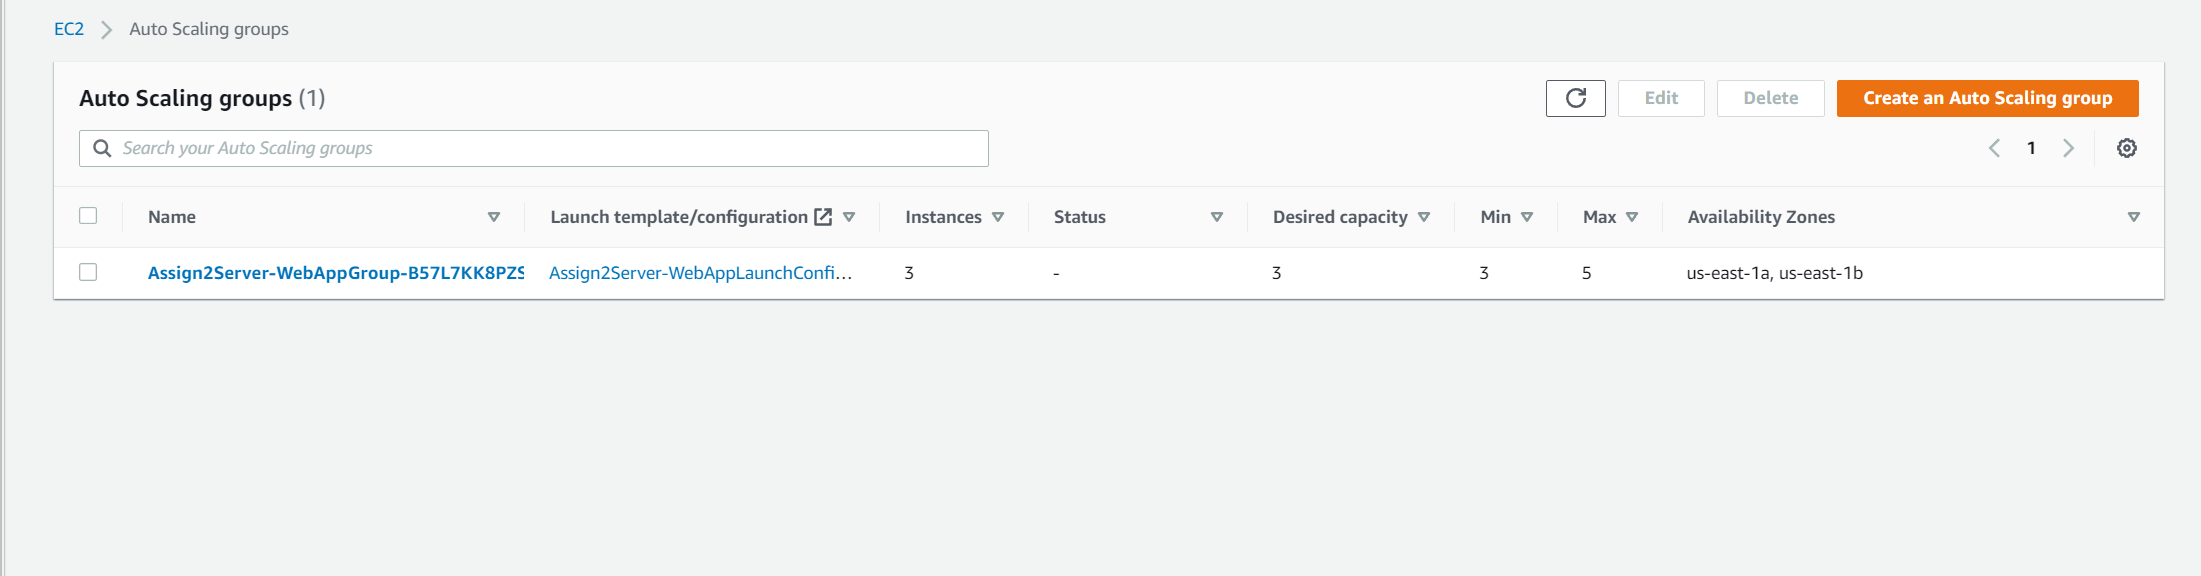 EC2 > Auto Scaling groups
Auto Scaling groups (1)
Edit
Delete
Create an Auto Scaling group
Search your Auto Scaling groups
1
Name Launch template/configuration Instances Status Desired capacity Min Max Availability Zones
Assign2Server-WebAppGroup-B57L7KK8PZS Assign2Server-WebAppLaunchConfi... 3 - 3 3 5 us-east-1a, us-east-1b